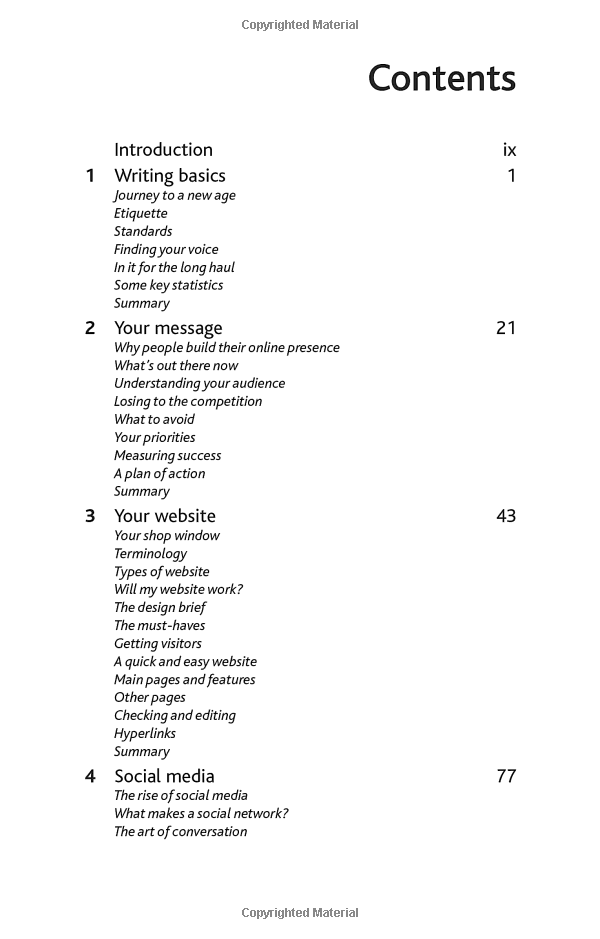 Copyrighted Material
Contents
Introduction ix
1 Writing basics 1
Journey to a new age
Etiquette
Standards
Finding your voice
In it for the long haul
Some key statistics
Summary
2 Your message 21
Why people build their online presence
What's out there now
Understanding your audience
Losing to the competition
What to avoid
Your priorities
Measuring success
A plan of action
Summary
3 Your website 43
Your shop window
Terminology
Types of website
Will my website work?
The design brief
The must-haves
Getting visitors
A quick and easy website
Main pages and features
Other pages
Checking and editing
Hyperlinks
Summary
4 Social media 77
The rise of social media
What makes a social network?
The art of conversation
Copyrighted Material